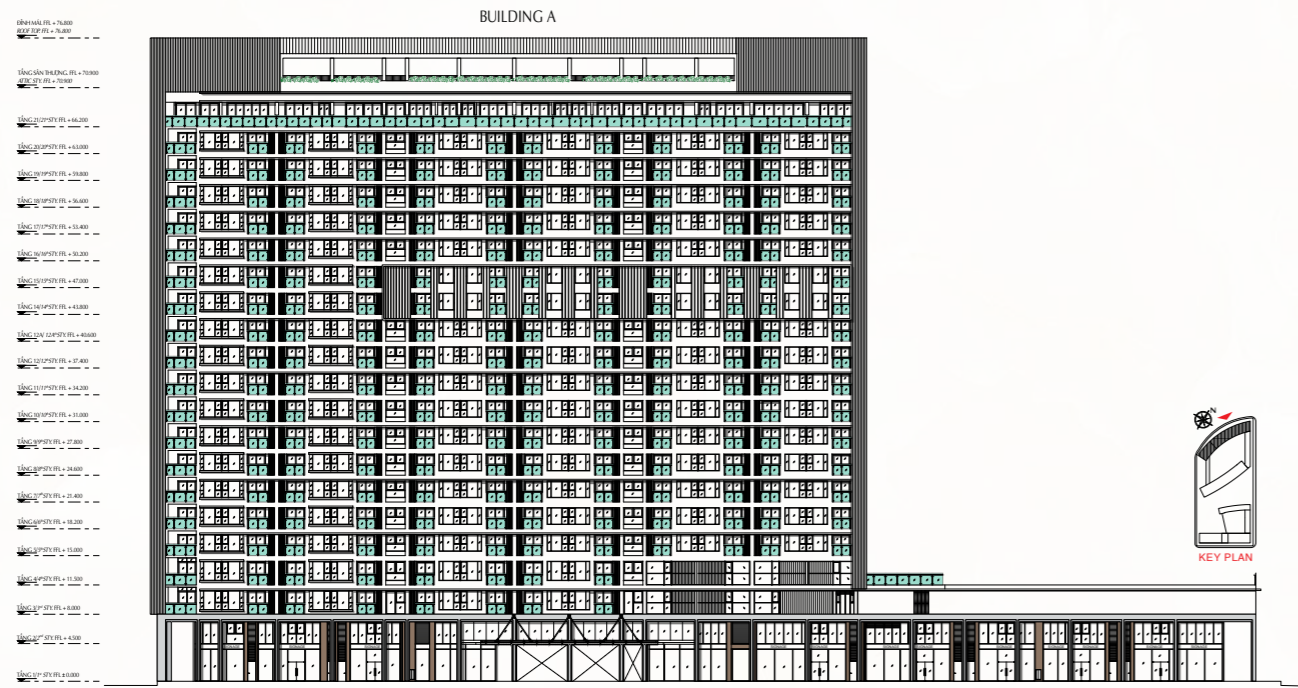 BUILDING A
ĐỈNH MÁI, FFL + 76.800
ROOF TOP, FFL + 76.800
TẦNG SÂN THƯỢNG, FFL + 70.900
ATTIC STY. FFL + 70.900
TẦNG 21/21st STY. FFL + 66.200
TẦNG 20/20th STY. FFL + 63.000
TẦNG 19/19th STY. FFL + 59.800
TẦNG 18/18th STY. FFL + 56.600
TẦNG 17/17th STY. FFL + 53.400
TẦNG 16/16th STY. FFL + 50.200
TẦNG 15/15th STY. FFL + 47.000
TẦNG 14/14th STY. FFL + 43.800
TẦNG 12A/ 12Ath STY. FFL + 40.600
TẦNG 12/12th STY. FFL + 37.400
TẦNG 11/11th STY. FFL + 34.200
TẦNG 10/10th STY. FFL + 31.000
TẦNG 9/9th STY. FFL + 27.800
TẦNG 8/8th STY. FFL + 24.600
TẦNG 7/7th STY. FFL + 21.400
TẦNG 6/6th STY. FFL + 18.200
TẦNG 5/5th STY. FFL + 15.000
TẦNG 4/4th STY. FFL + 11.500
TẦNG 3/3rd STY. FFL + 8.000
TẦNG 2/2nd STY. FFL + 4.500
TẦNG 1/1st STY. FFL ± 0.000
N
KEY PLAN